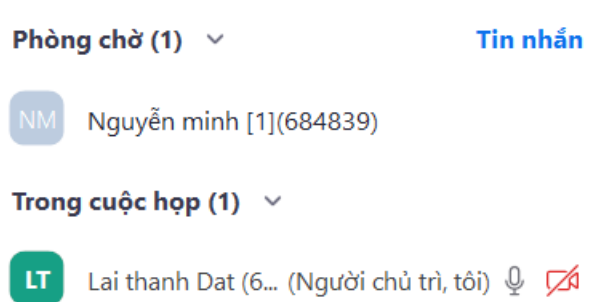 Phòng chờ (1) Tin nhắn
NM Nguyễn minh [1](684839)
Trong cuộc họp (1)
LT Lai thanh Dat (6... (Người chủ trì, tôi)